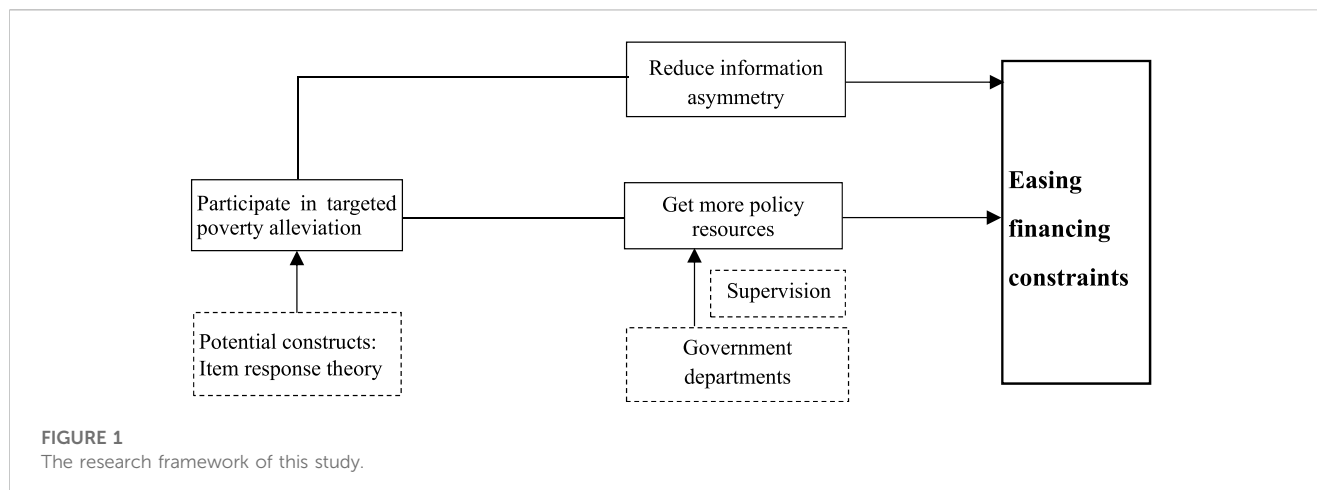 Reduce information
asymmetry
Participate in targeted
poverty alleviation
Get more policy
resources
Easing
financing
constraints
Supervision
Potential constructs:
Item response theory
Government
departments
FIGURE 1
The research framework of this study.